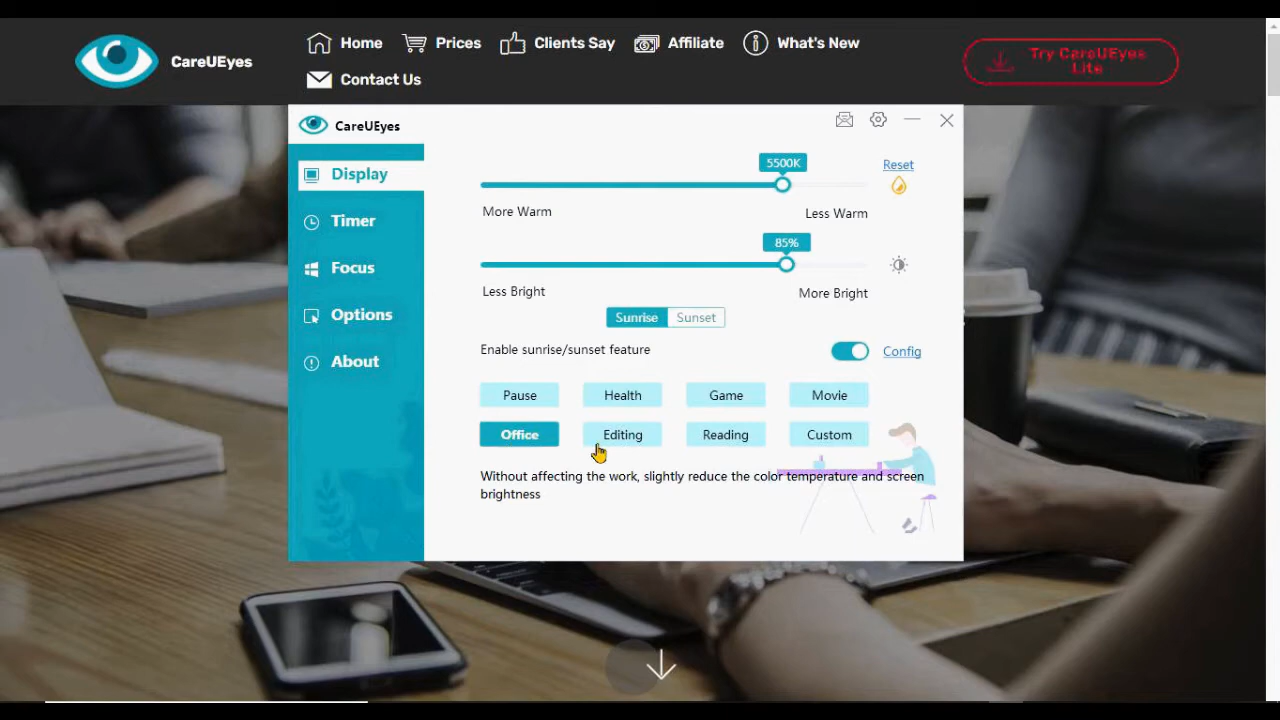 CareUEyes
Home
Prices
Clients Say
Affiliate
What's New
Contact Us
Try CareUEyes
Lite
CareUEyes
Display
Timer
Focus
Options
About
5500K
Reset
More Warm
Less Warm
85%
Less Bright
More Bright
Sunrise
Sunset
Enable sunrise/sunset feature
Config
Pause
Health
Game
Movie
Office
Editing
Reading
Custom
Without affecting the work, slightly reduce the color temperature and screen
brightness